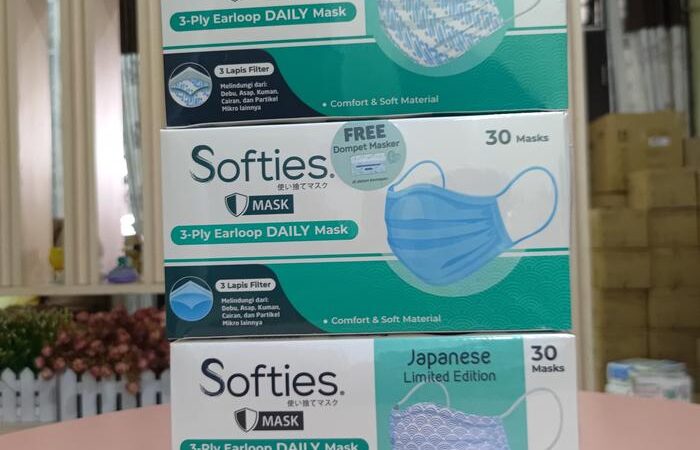 3-Ply Earloop DAILY Mask
3 Lapis Filter
Melindungi dari:
Debu, Asap, Kuman,
Cairan, dan Partikel
Mikro lainnya
• Comfort & Soft Material
FREE
Dompet Masker
30 Masks
Softies®
使い捨てマスク
MASK
3-Ply Earloop DAILY Mask
3 Lapis Filter
Melindungi dari:
Debu, Asap, Kuman,
Cairan, dan Partikel
Mikro lainnya
• Comfort & Soft Material
Softies®
使い捨てマスク
MASK
3-Ply Earloop DAILY Mask
Japanese
Limited Edition
30
Masks